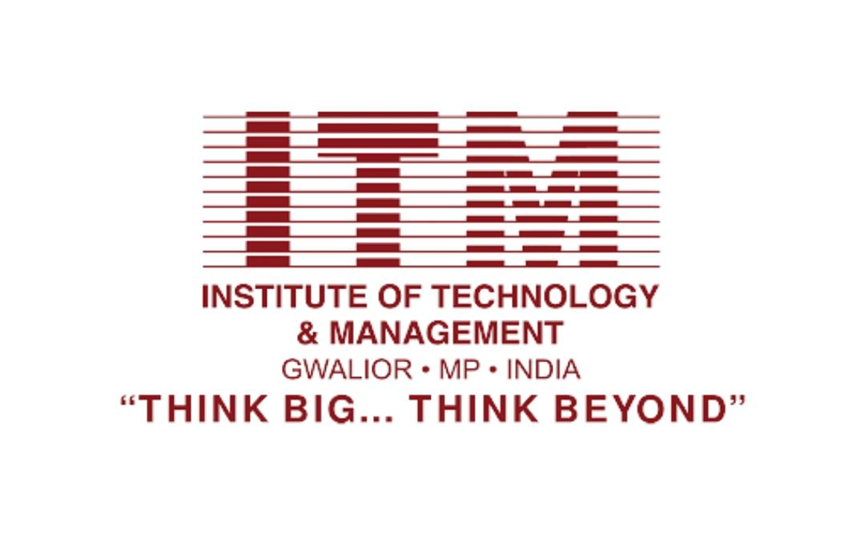 ITM
INSTITUTE OF TECHNOLOGY
& MANAGEMENT
GWALIOR • MP • INDIA
“THINK BIG... THINK BEYOND”